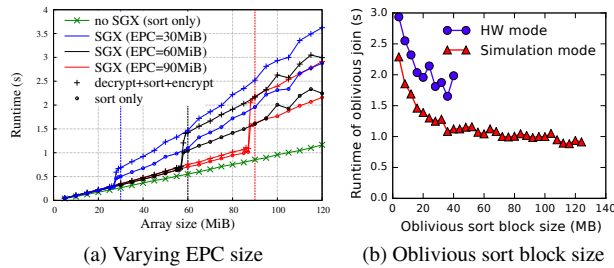 no SGX (sort only)
SGX (EPC=30MiB)
SGX (EPC=60MiB)
SGX (EPC=90MiB)
decrypt+sort+encrypt
sort only
Runtime (s)
4
3.5
3
2.5
2
1.5
1
0.5
0
0 20 40 60 80 100 120
Array size (MiB)
(a) Varying EPC size
HW mode
Simulation mode
Runtime of oblivious join (s)
3.0
2.5
2.0
1.5
1.0
0.5
0.0
0 20 40 60 80 100 120 140
Oblivious sort block size (MB)
(b) Oblivious sort block size